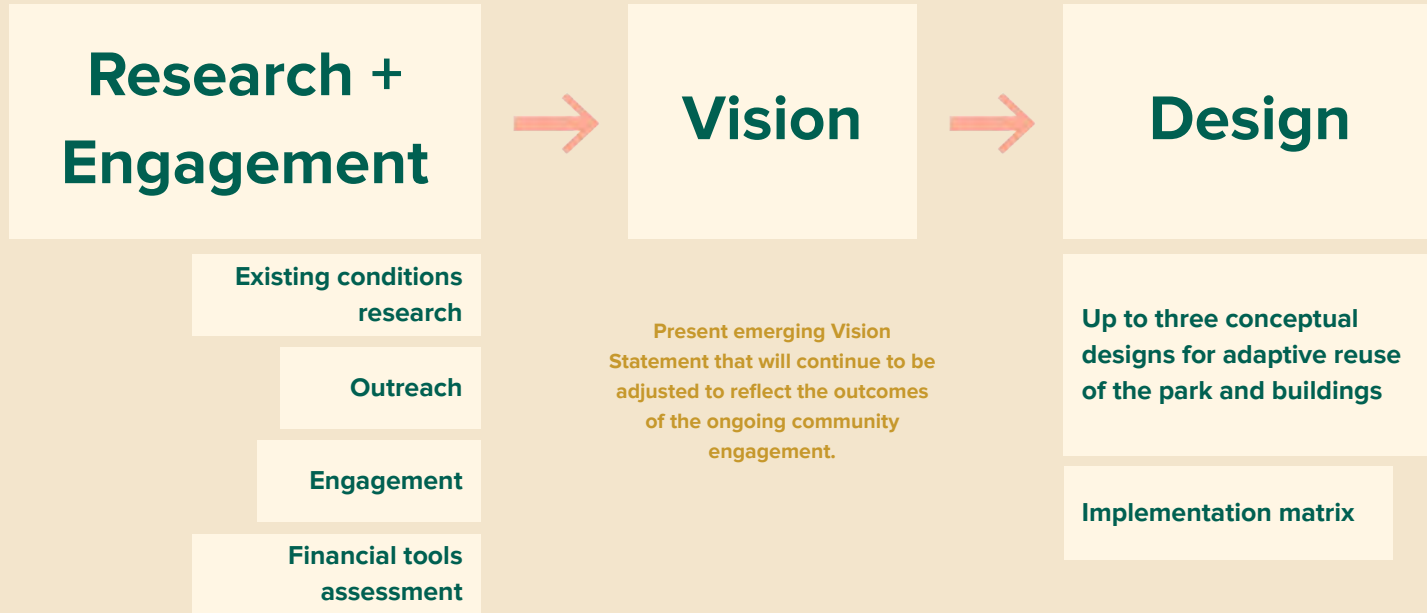 Research +
Engagement
Existing conditions
research
Outreach
Engagement
Financial tools
assessment
Vision
Present emerging Vision
Statement that will continue to be
adjusted to reflect the outcomes
of the ongoing community
engagement.
Design
Up to three conceptual
designs for adaptive reuse
of the park and buildings
Implementation matrix